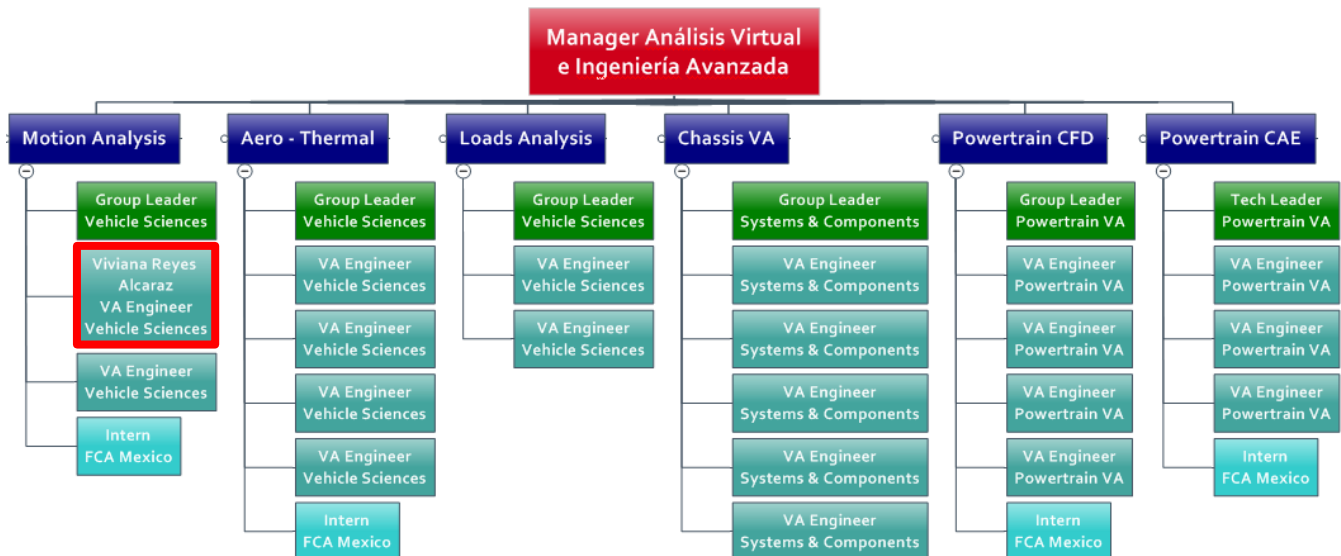 Manager Análisis Virtual
e Ingeniería Avanzada
Motion Analysis
Group Leader
Vehicle Sciences
Viviana Reyes
Alcaraz
VA Engineer
Vehicle Sciences
VA Engineer
Vehicle Sciences
Intern
FCA Mexico
Aero - Thermal
Group Leader
Vehicle Sciences
VA Engineer
Vehicle Sciences
VA Engineer
Vehicle Sciences
VA Engineer
Vehicle Sciences
VA Engineer
Vehicle Sciences
Intern
FCA Mexico
Loads Analysis
Group Leader
Vehicle Sciences
VA Engineer
Vehicle Sciences
VA Engineer
Vehicle Sciences
Chassis VA
Group Leader
Systems & Components
VA Engineer
Systems & Components
VA Engineer
Systems & Components
VA Engineer
Systems & Components
VA Engineer
Systems & Components
VA Engineer
Systems & Components
Powertrain CFD
Group Leader
Powertrain VA
VA Engineer
Powertrain VA
VA Engineer
Powertrain VA
VA Engineer
Powertrain VA
VA Engineer
Powertrain VA
Intern
FCA Mexico
Powertrain CAE
Tech Leader
Powertrain VA
VA Engineer
Powertrain VA
VA Engineer
Powertrain VA
VA Engineer
Powertrain VA
Intern
FCA Mexico